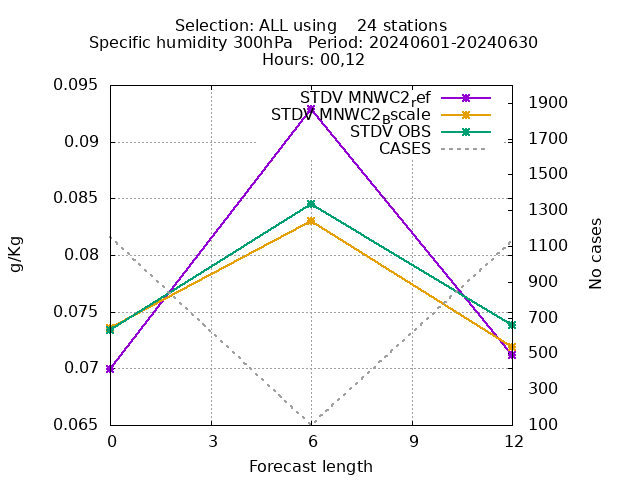 Selection: ALL using    24 stations
Specific humidity 300hPa   Period: 20240601-20240630
Hours: 00,12
STDV MNWC2ref
STDV MNWC2Bscale
STDV OBS
CASES
0.095
0.09
0.085
0.08
0.075
0.07
0.065
1900
1700
1500
1300
1100
900
700
500
300
100
g/Kg
No cases
0 3 6 9 12
Forecast length